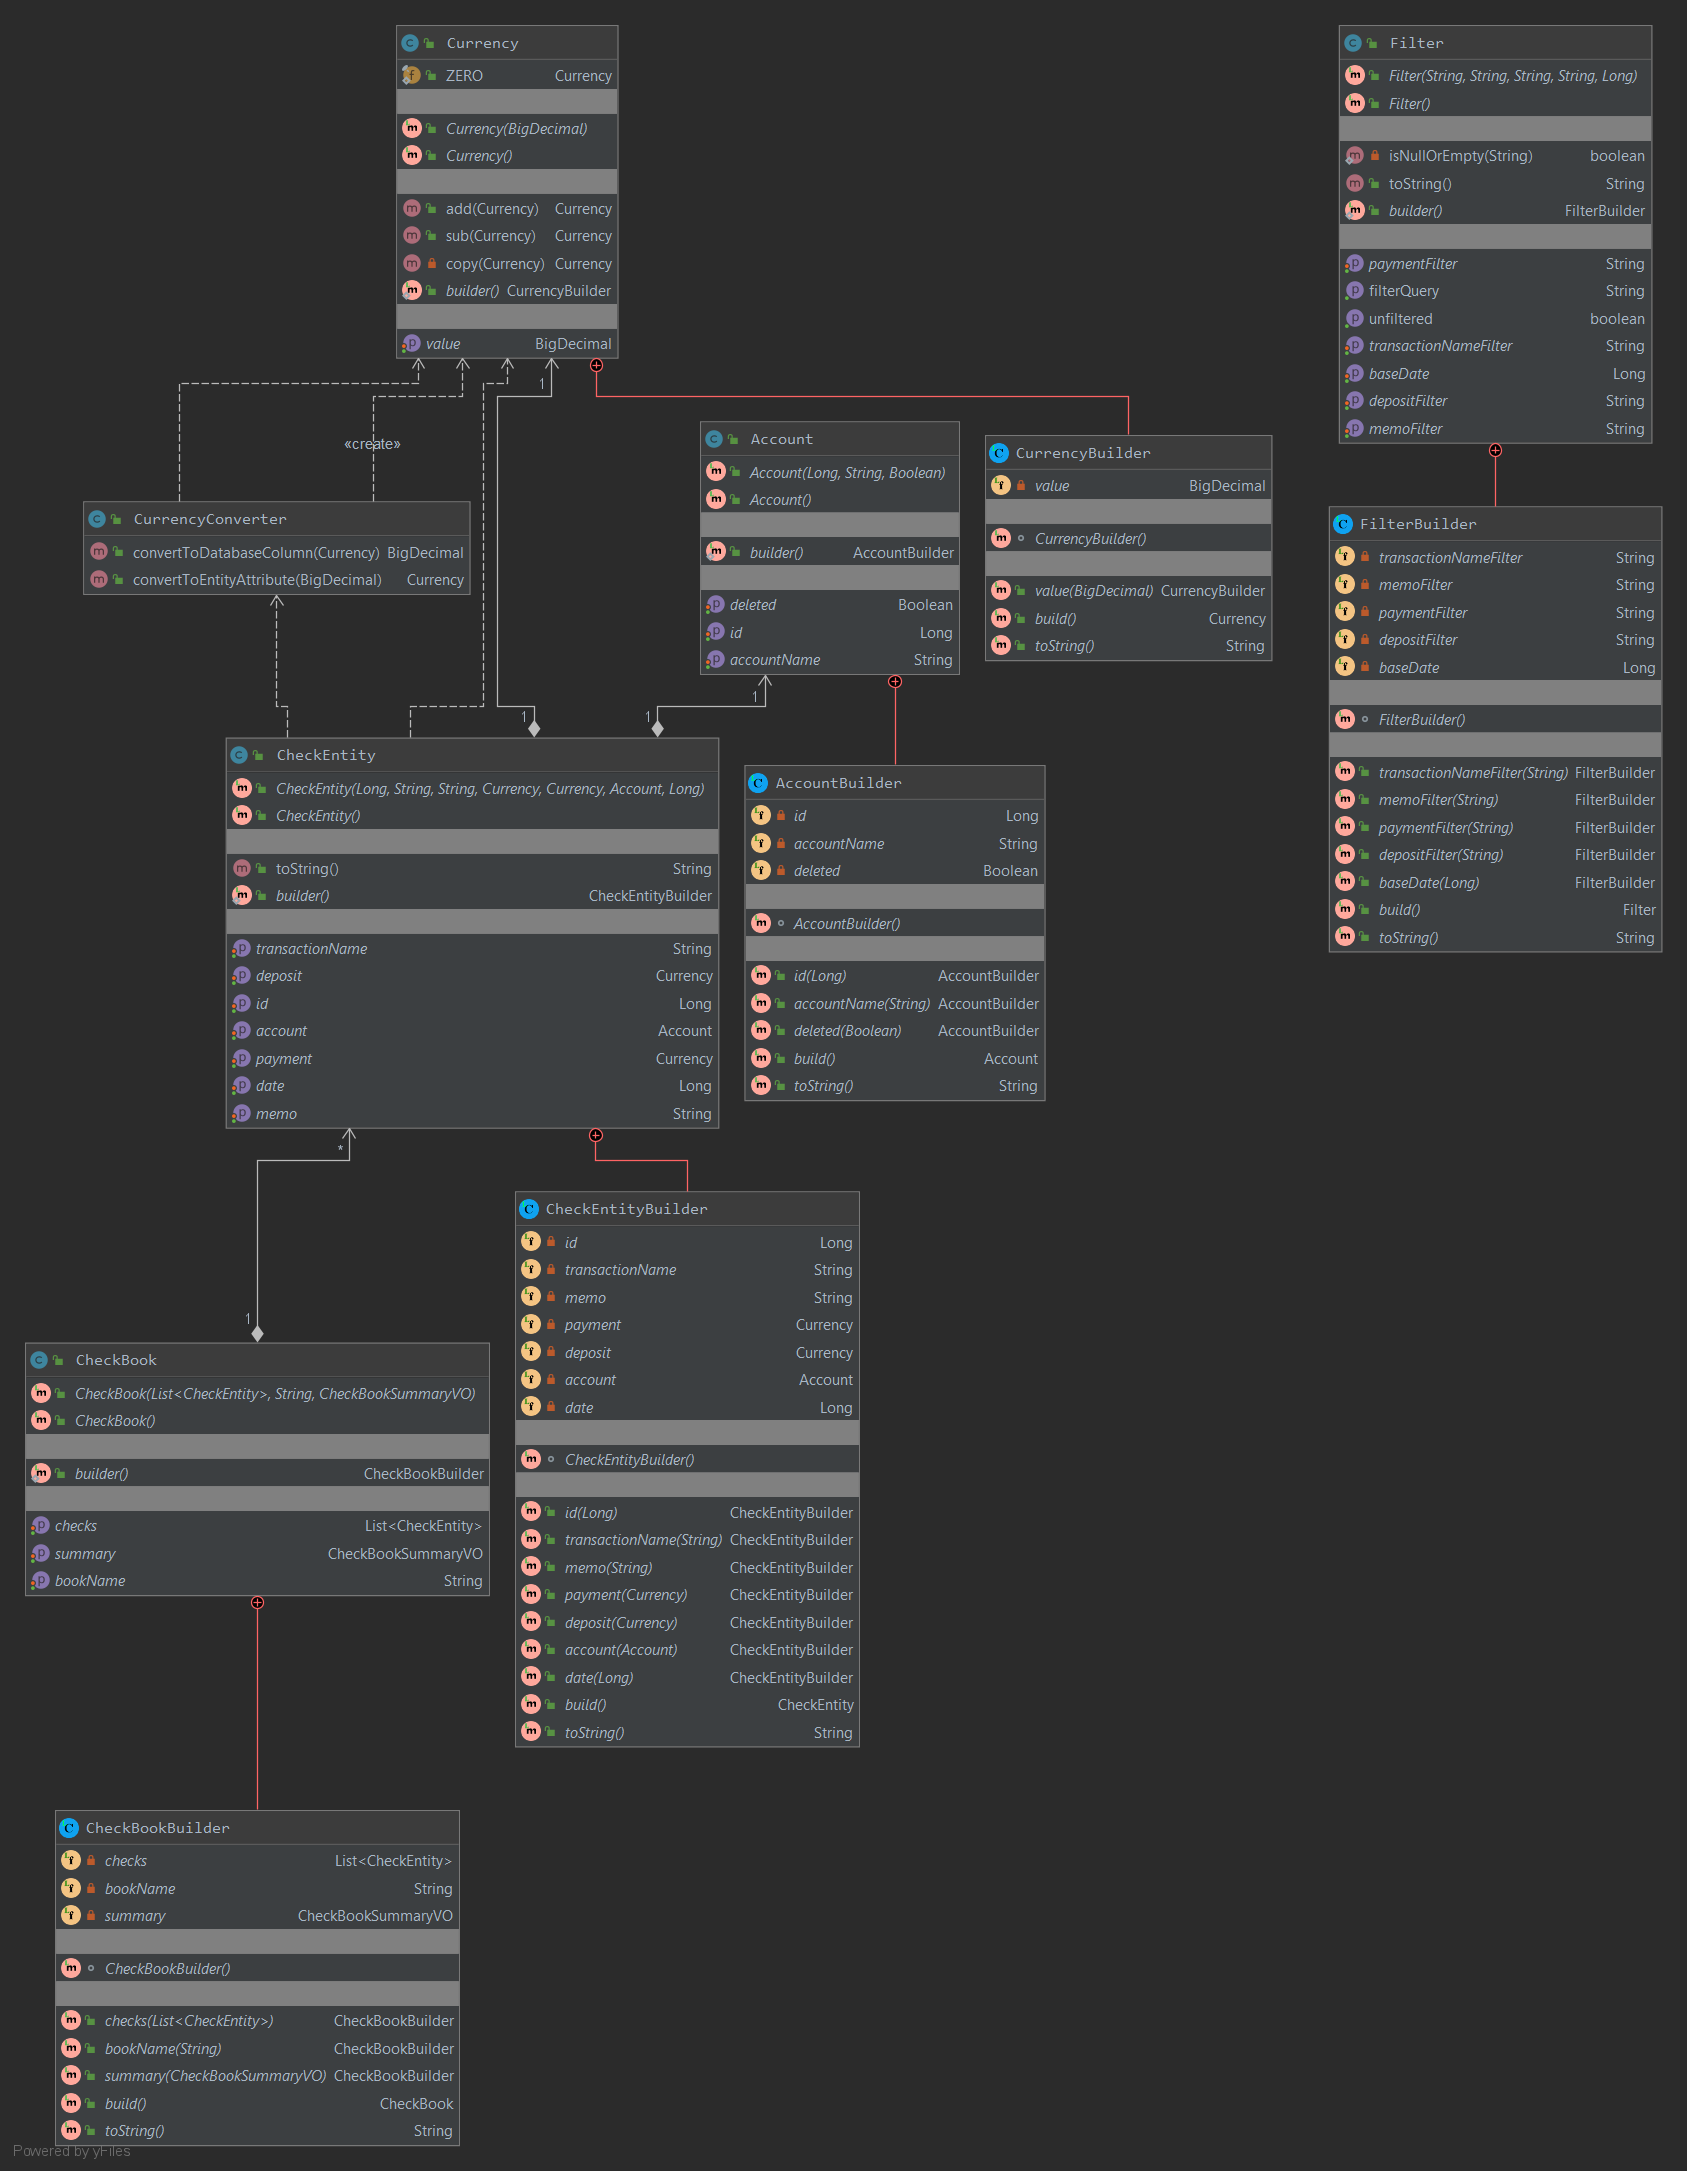 Currency
ZERO Currency
Currency(BigDecimal)
Currency()
add(Currency) Currency
sub(Currency) Currency
copy(Currency) Currency
builder() CurrencyBuilder
value BigDecimal
1
«create»
CurrencyConverter
convertToDatabaseColumn(Currency) BigDecimal
convertToEntityAttribute(BigDecimal) Currency
Account
Account(Long, String, Boolean)
Account()
builder() AccountBuilder
deleted Boolean
id Long
accountName String
1
1
1
CurrencyBuilder
value BigDecimal
CurrencyBuilder()
value(BigDecimal) CurrencyBuilder
build() Currency
toString() String
Filter
Filter(String, String, String, String, Long)
Filter()
isNullOrEmpty(String) boolean
toString() String
builder() FilterBuilder
paymentFilter String
filterQuery String
unfiltered boolean
transactionNameFilter String
baseDate Long
depositFilter String
memoFilter String
FilterBuilder
transactionNameFilter String
memoFilter String
paymentFilter String
depositFilter String
baseDate Long
FilterBuilder()
transactionNameFilter(String) FilterBuilder
memoFilter(String) FilterBuilder
paymentFilter(String) FilterBuilder
depositFilter(String) FilterBuilder
baseDate(Long) FilterBuilder
build() Filter
toString() String
CheckEntity
CheckEntity(Long, String, String, Currency, Currency, Account, Long)
CheckEntity()
toString() String
builder() CheckEntityBuilder
transactionName String
deposit Currency
id Long
account Account
payment Currency
date Long
memo String
*
1
AccountBuilder
id Long
accountName String
deleted Boolean
AccountBuilder()
id(Long) AccountBuilder
accountName(String) AccountBuilder
deleted(Boolean) AccountBuilder
build() Account
toString() String
CheckEntityBuilder
id Long
transactionName String
memo String
payment Currency
deposit Currency
account Account
date Long
CheckEntityBuilder()
id(Long) CheckEntityBuilder
transactionName(String) CheckEntityBuilder
memo(String) CheckEntityBuilder
payment(Currency) CheckEntityBuilder
deposit(Currency) CheckEntityBuilder
account(Account) CheckEntityBuilder
date(Long) CheckEntityBuilder
build() CheckEntity
toString() String
CheckBook
CheckBook(List<CheckEntity>, String, CheckBookSummaryVO)
CheckBook()
builder() CheckBookBuilder
checks List<CheckEntity>
summary CheckBookSummaryVO
bookName String
CheckBookBuilder
checks List<CheckEntity>
bookName String
summary CheckBookSummaryVO
CheckBookBuilder()
checks(List<CheckEntity>) CheckBookBuilder
bookName(String) CheckBookBuilder
summary(CheckBookSummaryVO) CheckBookBuilder
build() CheckBook
toString() String
Powered by yFiles